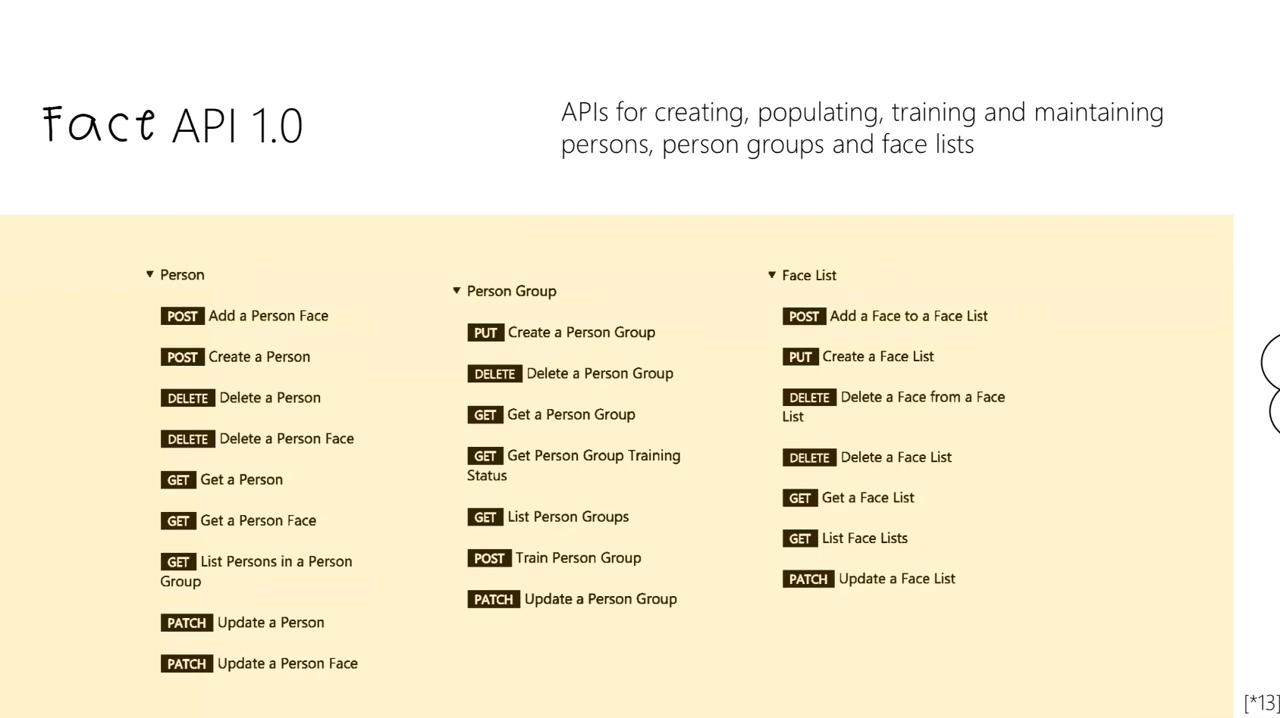 Face API 1.0
APIs for creating, populating, training and maintaining
persons, person groups and face lists
▼ Person
POST Add a Person Face
POST Create a Person
DELETE Delete a Person
DELETE Delete a Person Face
GET Get a Person
GET Get a Person Face
GET List Persons in a Person
Group
PATCH Update a Person
PATCH Update a Person Face
▼ Person Group
PUT Create a Person Group
DELETE Delete a Person Group
GET Get a Person Group
GET Get Person Group Training
Status
GET List Person Groups
POST Train Person Group
PATCH Update a Person Group
▼ Face List
POST Add a Face to a Face List
PUT Create a Face List
DELETE Delete a Face from a Face
List
DELETE Delete a Face List
GET Get a Face List
GET List Face Lists
PATCH Update a Face List
[*13]